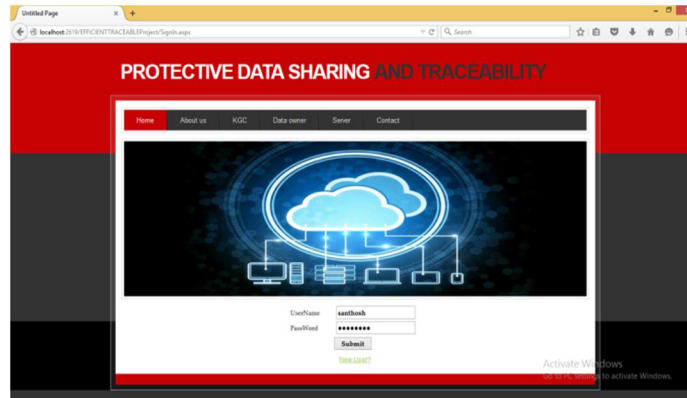 Untitled Page
localhost:2619/EFFICIENTTRACEABLEProject/SignIn.aspx
Search
PROTECTIVE DATA SHARING AND TRACEABILITY
Home About us KGC Data owner Server Contact
UserName santhosh
PassWord ●●●●●●●●
Submit
New User?
Activate Windows
Go to PC settings to activate Windows.